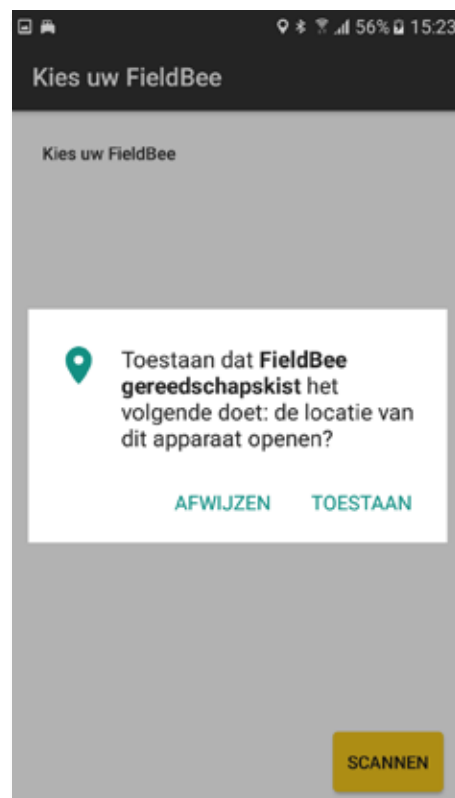 56% 15:23
Kies uw FieldBee
Kies uw FieldBee
Toestaan dat FieldBee
gereedschapskist het
volgende doet: de locatie van
dit apparaat openen?
AFWIJZEN TOESTAAN
SCANNEN